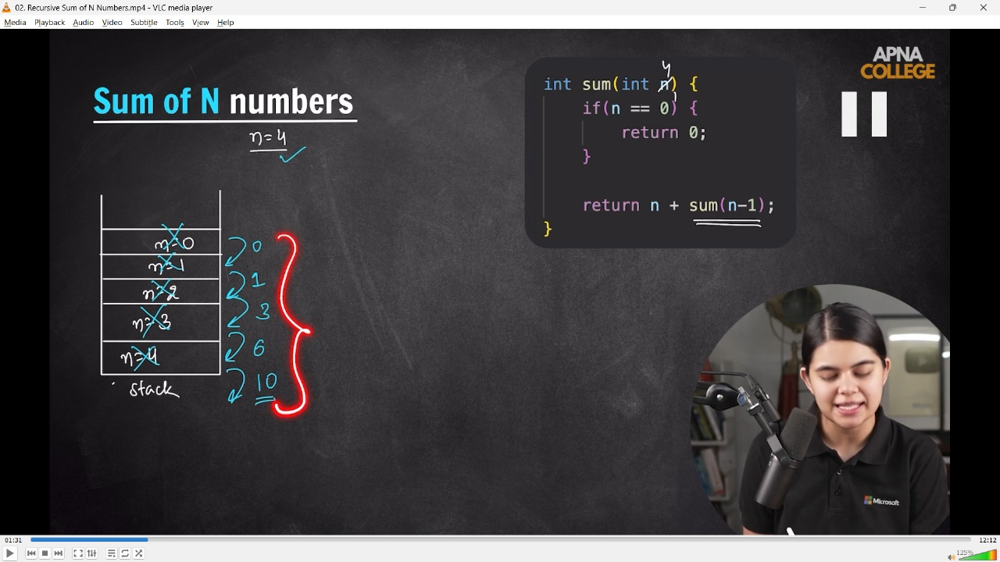 02. Recursive Sum of N Numbers.mp4 - VLC media player
Media Playback Audio Video Subtitle Tools View Help
APNA
COLLEGE
Sum of N numbers
n=4
int sum(int n) {
4
if(n == 0) {
return 0;
}
return n + sum(n-1);
}
n=0 0
n=1 1
n=2 3
n=3 6
n=4 10
stack
Microsoft
01:31 12:12
125%